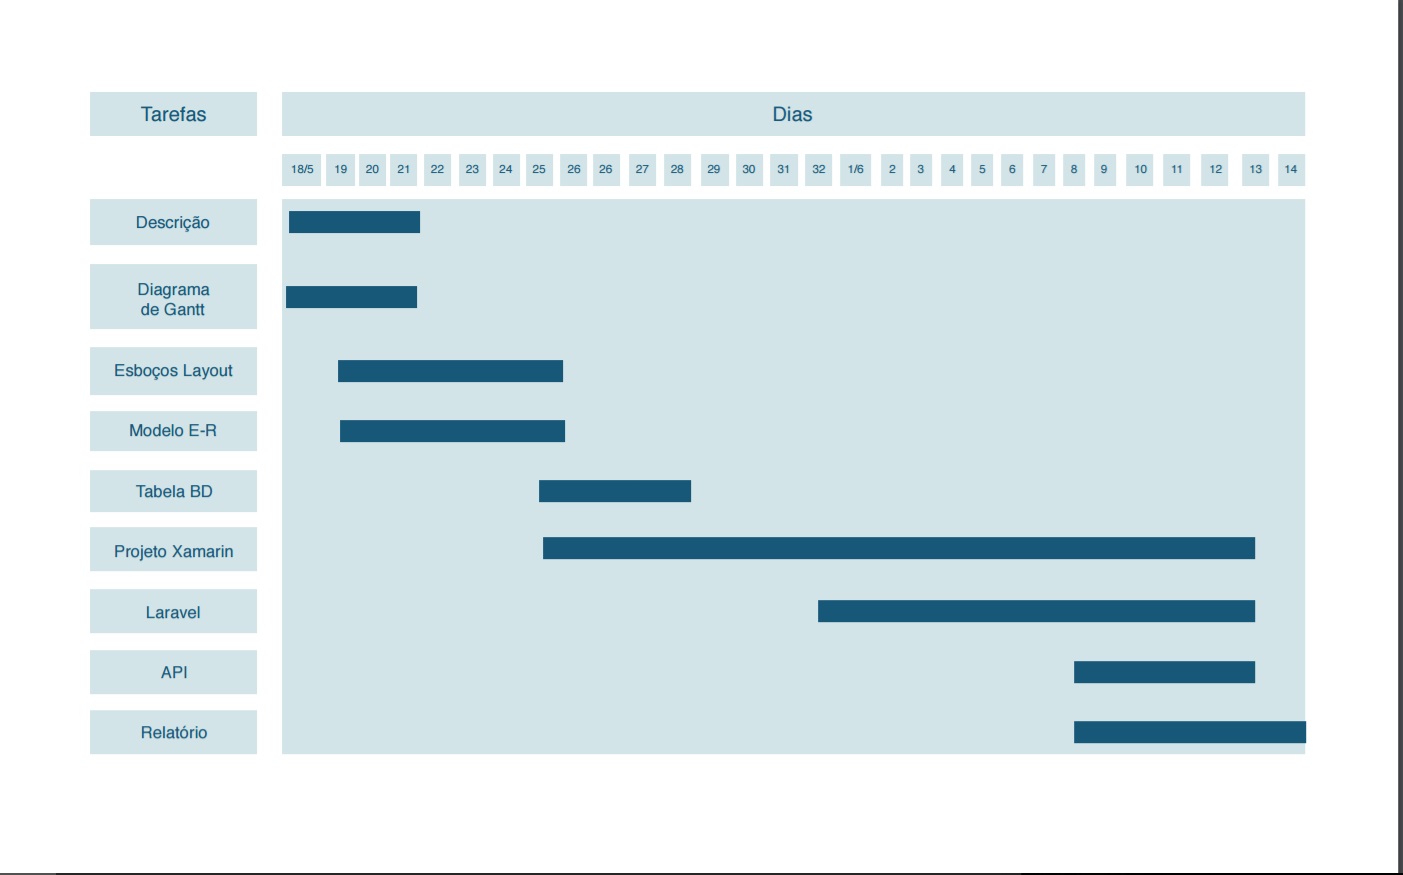 Tarefas
Dias
18/5 19 20 21 22 23 24 25 26 26 27 28 29 30 31 32 1/6 2 3 4 5 6 7 8 9 10 11 12 13 14
Descrição
Diagrama
de Gantt
Esboços Layout
Modelo E-R
Tabela BD
Projeto Xamarin
Laravel
API
Relatório